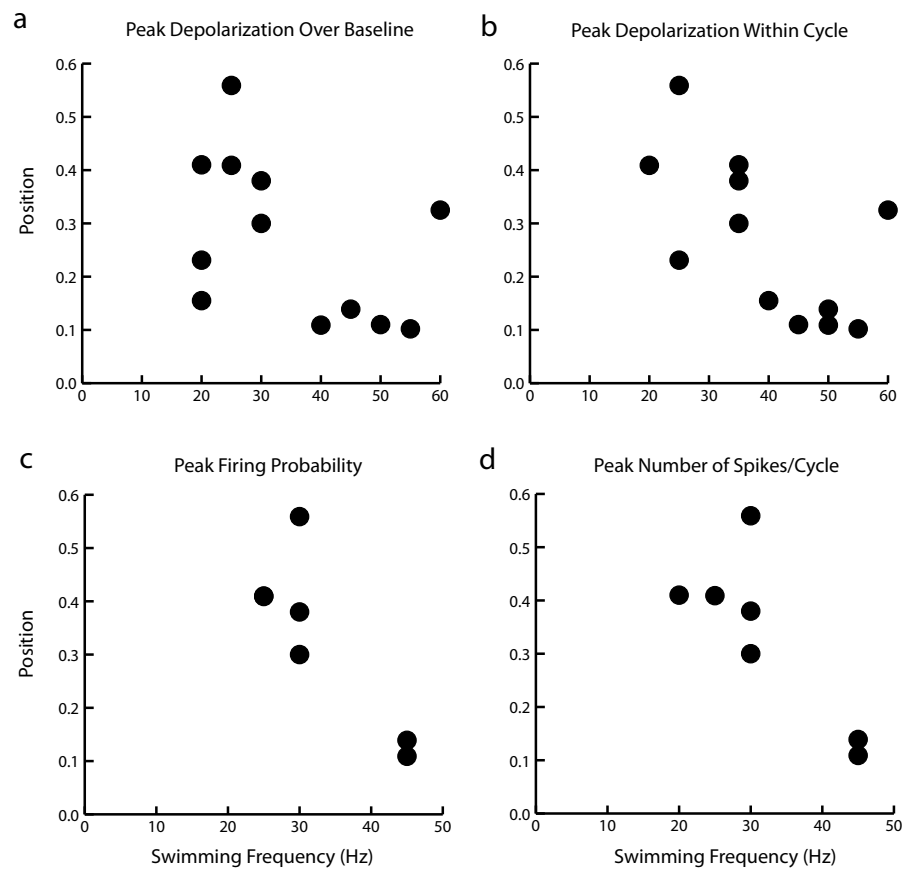 a
Peak Depolarization Over Baseline
0.6
0.5
0.4
0.3
0.2
0.1
0.0
Position
0 10 20 30 40 50 60
b
Peak Depolarization Within Cycle
0.6
0.5
0.4
0.3
0.2
0.1
0.0
0 10 20 30 40 50 60
c
Peak Firing Probability
0.6
0.5
0.4
0.3
0.2
0.1
0.0
Position
0 10 20 30 40 50
Swimming Frequency (Hz)
d
Peak Number of Spikes/Cycle
0.6
0.5
0.4
0.3
0.2
0.1
0.0
0 10 20 30 40 50
Swimming Frequency (Hz)